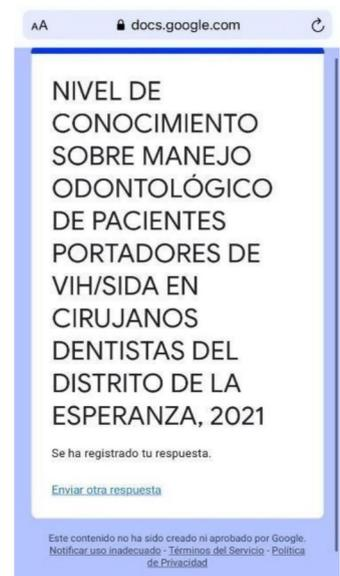 AA docs.google.com
NIVEL DE
CONOCIMIENTO
SOBRE MANEJO
ODONTOLÓGICO
DE PACIENTES
PORTADORES DE
VIH/SIDA EN
CIRUJANOS
DENTISTAS DEL
DISTRITO DE LA
ESPERANZA, 2021
Se ha registrado tu respuesta.
Enviar otra respuesta
Este contenido no ha sido creado ni aprobado por Google.
Notificar uso inadecuado - Términos del Servicio - Política
de Privacidad